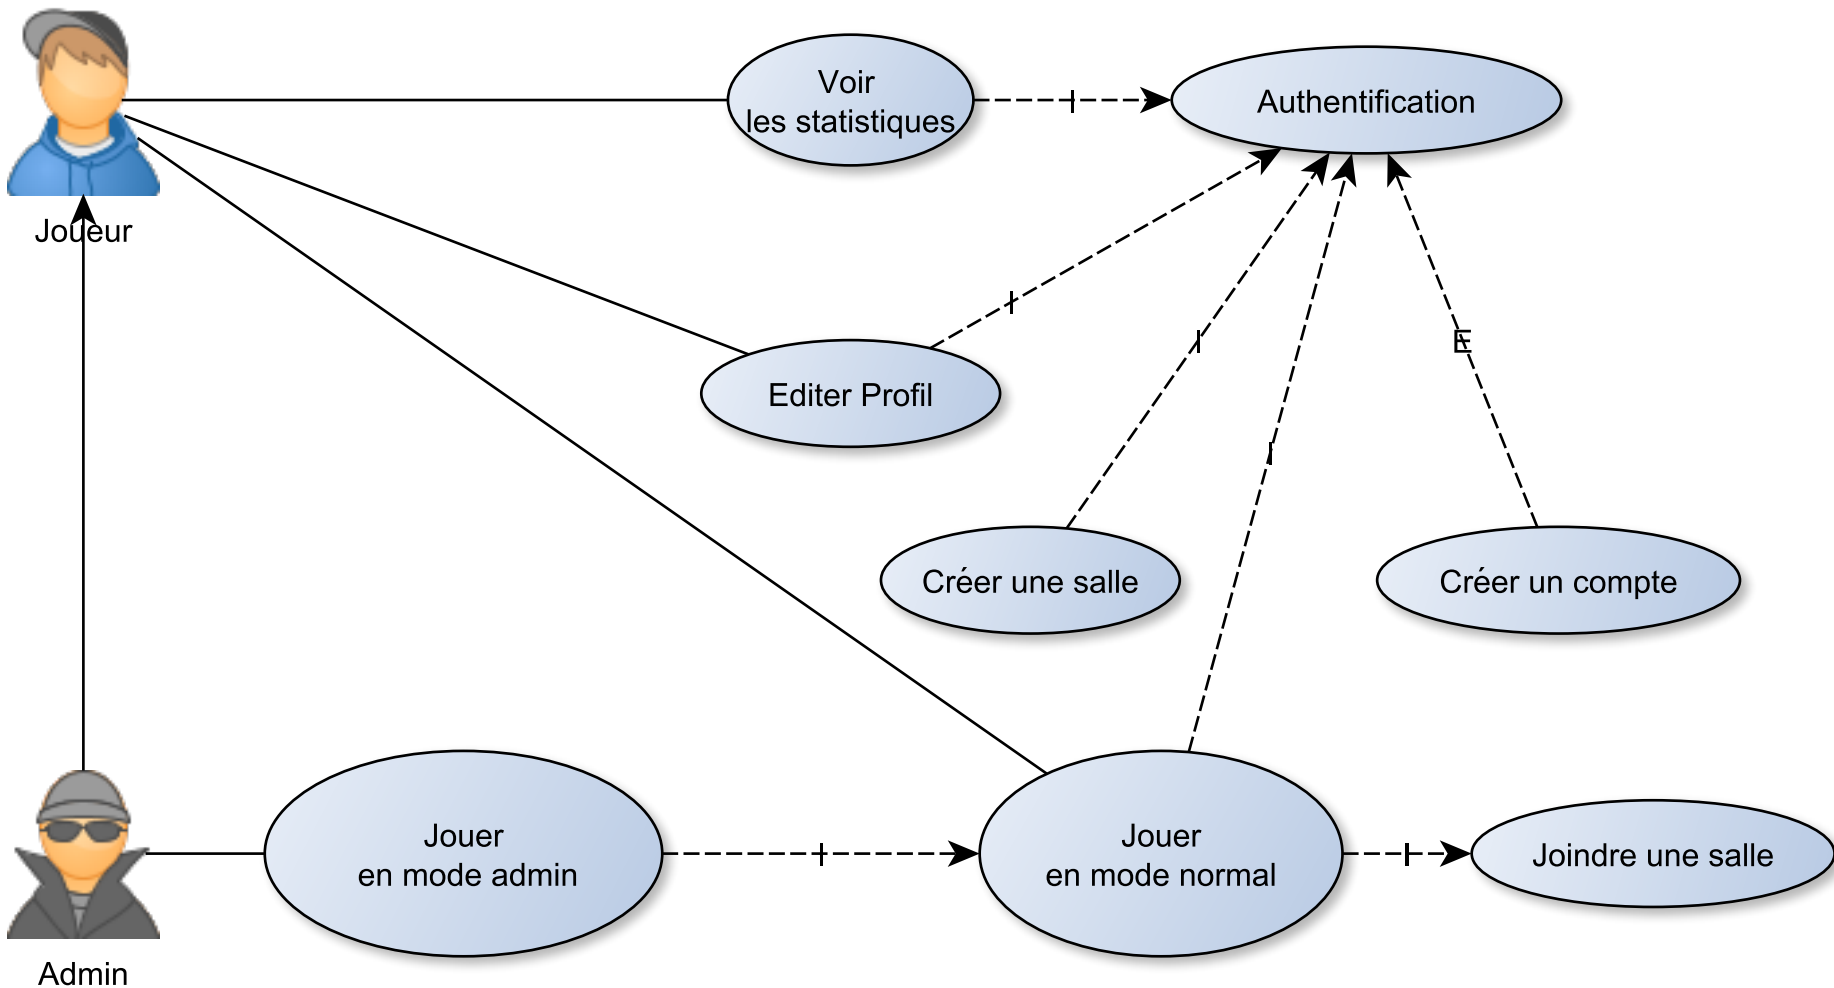 Voir
les statistiques
I
Authentification
Joueur
I
I
E
Editer Profil
I
Créer une salle
Créer un compte
Jouer
en mode admin
I
Jouer
en mode normal
I
Joindre une salle
Admin